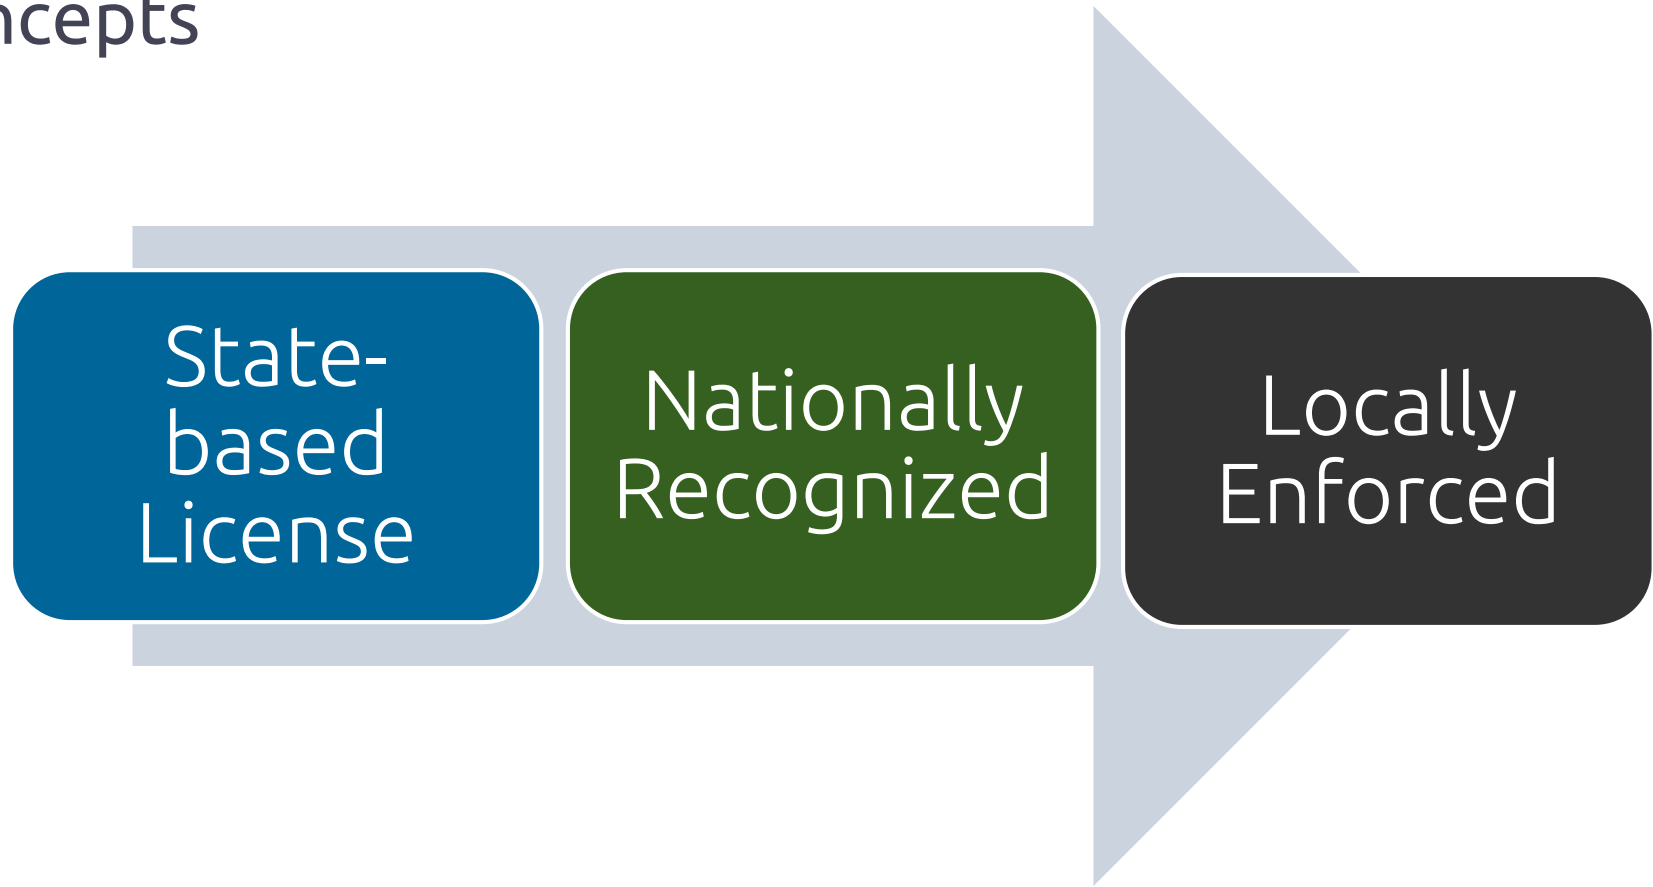 ncepts
State-
based
License
Nationally
Recognized
Locally
Enforced